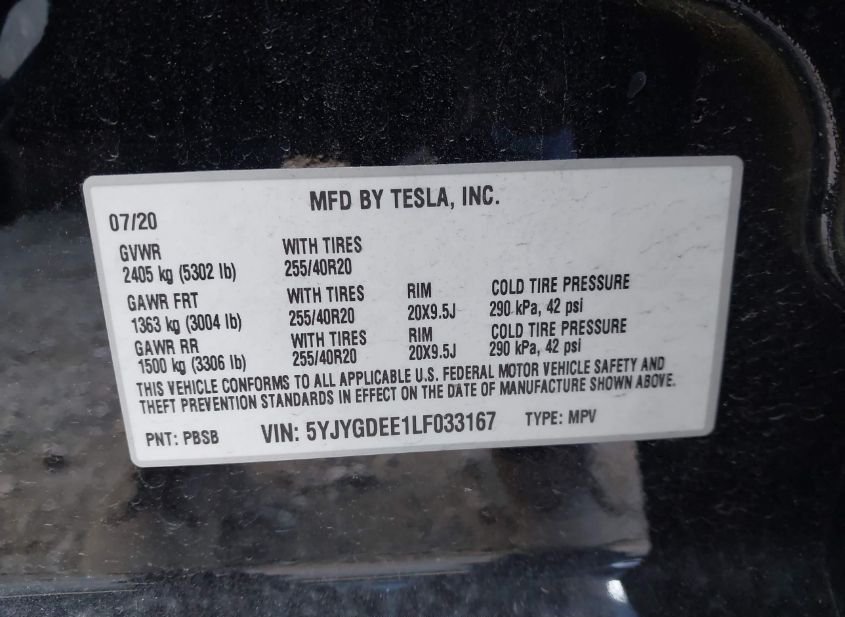 MFD BY TESLA, INC.
07/20
GVWR WITH TIRES
2405 kg (5302 lb) 255/40R20
GAWR FRT WITH TIRES RIM COLD TIRE PRESSURE
1363 kg (3004 lb) 255/40R20 20X9.5J 290 kPa, 42 psi
GAWR RR WITH TIRES RIM COLD TIRE PRESSURE
1500 kg (3306 lb) 255/40R20 20X9.5J 290 kPa, 42 psi
THIS VEHICLE CONFORMS TO ALL APPLICABLE U.S. FEDERAL MOTOR VEHICLE SAFETY AND
THEFT PREVENTION STANDARDS IN EFFECT ON THE DATE OF MANUFACTURE SHOWN ABOVE.
PNT: PBSB VIN: 5YJYGDEE1LF033167 TYPE: MPV